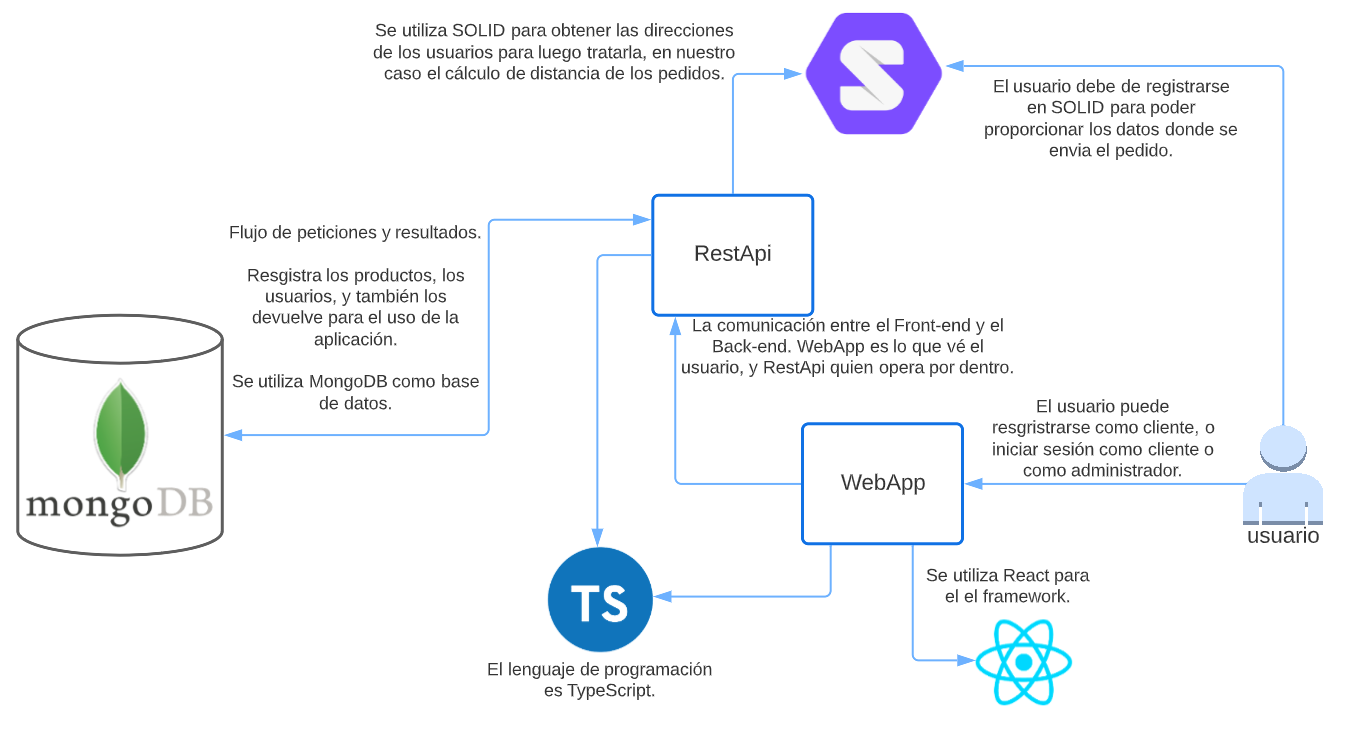 Se utiliza SOLID para obtener las direcciones
de los usuarios para luego tratarla, en nuestro
caso el cálculo de distancia de los pedidos.
S
El usuario debe de registrarse
en SOLID para poder
proporcionar los datos donde se
envia el pedido.
RestApi
Flujo de peticiones y resultados.
Resgistra los productos, los
usuarios, y también los
devuelve para el uso de la
aplicación.
Se utiliza MongoDB como base
de datos.
mongoDB
La comunicación entre el Front-end y el
Back-end. WebApp es lo que vé el
usuario, y RestApi quien opera por dentro.
El usuario puede
resgristrarse como cliente, o
iniciar sesión como cliente o
como administrador.
WebApp
usuario
Se utiliza React para
el el framework.
TS
El lenguaje de programación
es TypeScript.